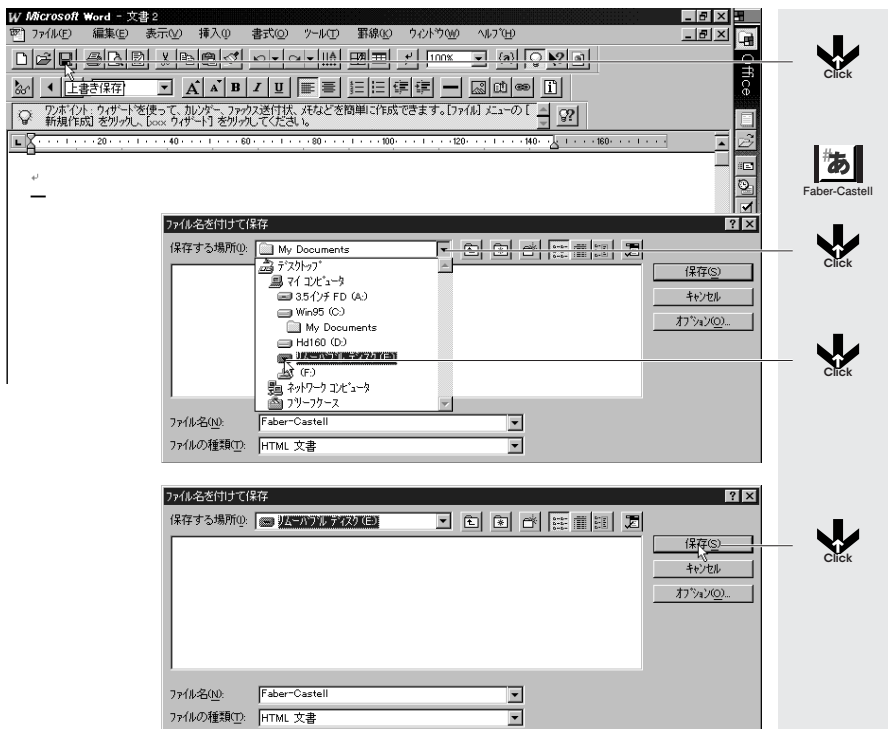 Microsoft Word - 文書 2
ファイル(F) 編集(E) 表示(V) 挿入(I) 書式(O) ツール(T) 罫線(K) ウィンドウ(W) ヘルプ(H)
100%
上書き保存
A A B I U
ワンポイント: ウィザードを使って、カレンダー、ファックス送付状、メモなどを簡単に作成できます。[ファイル] メニューの [
新規作成] をクリックし、[xxx ウィザード] をクリックしてください。
20 40 60 80 100 120 140 160
Office
Click
#あ
Faber-Castell
ファイル名を付けて保存
保存する場所(I): My Documents
デスクトップ
マイ コンピュータ
3.5インチ FD (A:)
Win95 (C:)
My Documents
Hd160 (D:)
(F:)
ネットワーク コンピュータ
ブリーフケース
保存(S)
キャンセル
オプション(O)...
Click
Click
ファイル名(N): Faber-Castell
ファイルの種類(T): HTML 文書
ファイル名を付けて保存
保存する場所(I): リムーバブル ディスク (E:)
保存(S)
キャンセル
オプション(O)...
Click
ファイル名(N): Faber-Castell
ファイルの種類(T): HTML 文書